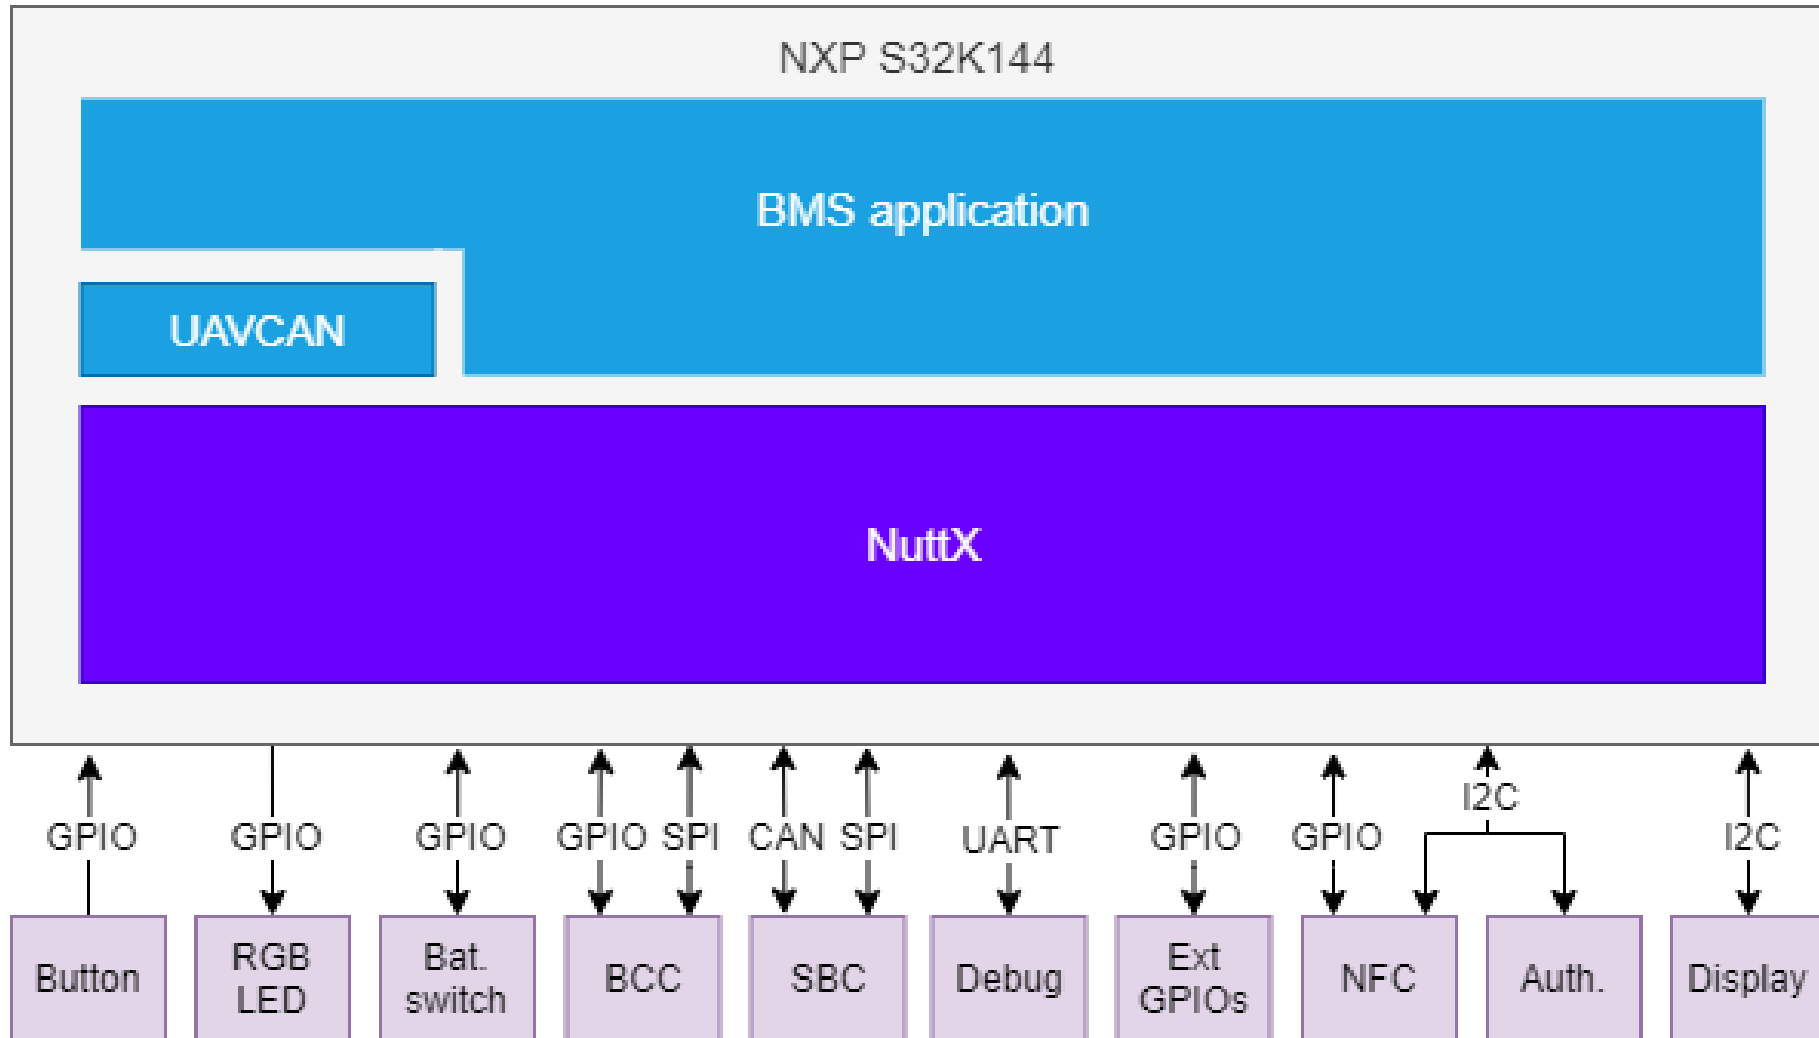 NXP S32K144
BMS application
UAVCAN
NuttX
I2C
GPIO
GPIO
GPIO
GPIO
SPI
CAN
SPI
UART
GPIO
GPIO
I2C
Button
RGB
LED
Bat.
switch
BCC
SBC
Debug
Ext
GPIOs
NFC
Auth.
Display